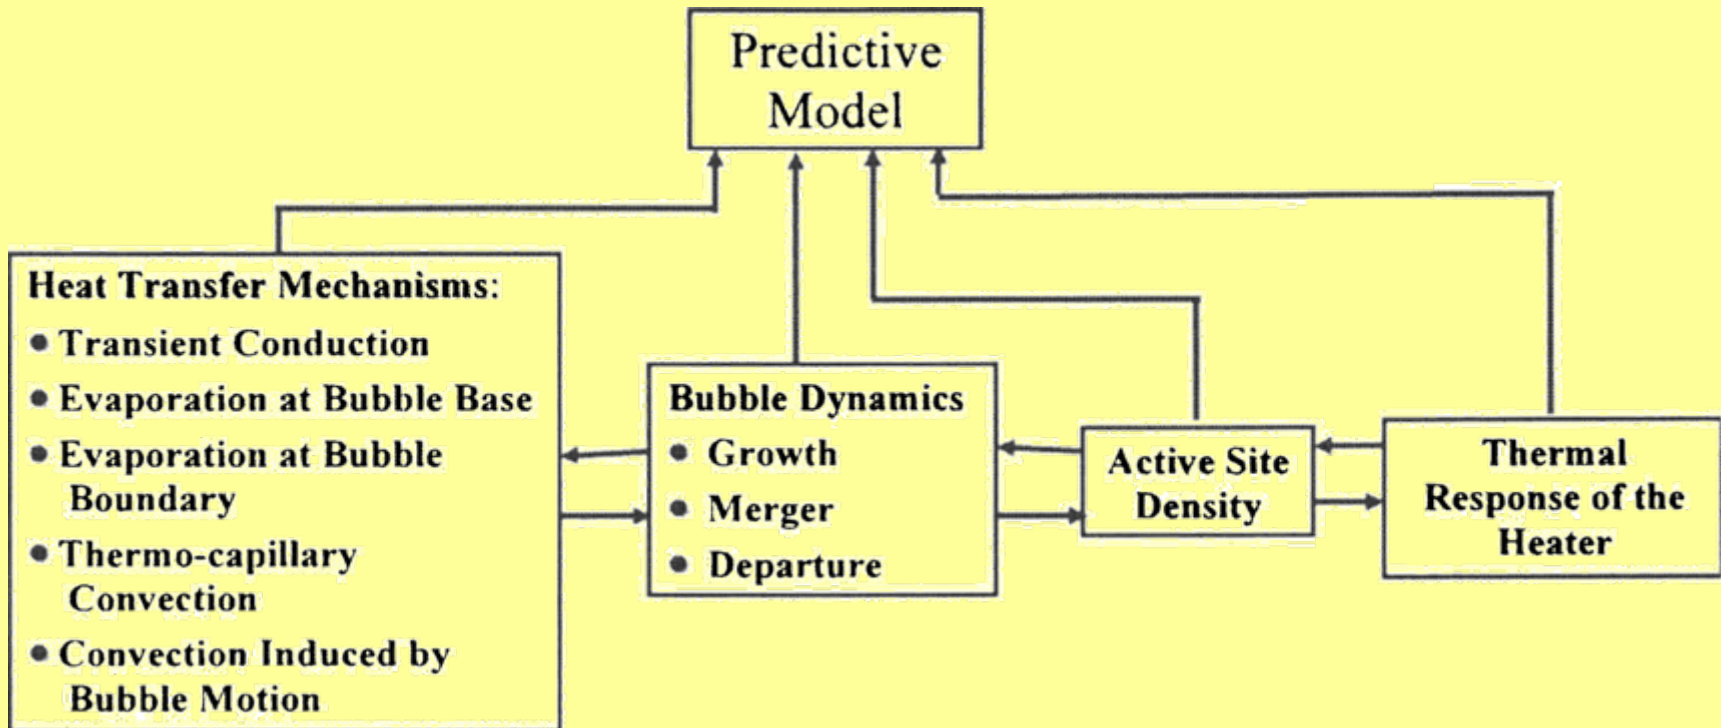 Predictive
Model
Heat Transfer Mechanisms:
● Transient Conduction
● Evaporation at Bubble Base
● Evaporation at Bubble
Boundary
● Thermo-capillary
Convection
● Convection Induced by
Bubble Motion
Bubble Dynamics
● Growth
● Merger
● Departure
Active Site
Density
Thermal
Response of the
Heater